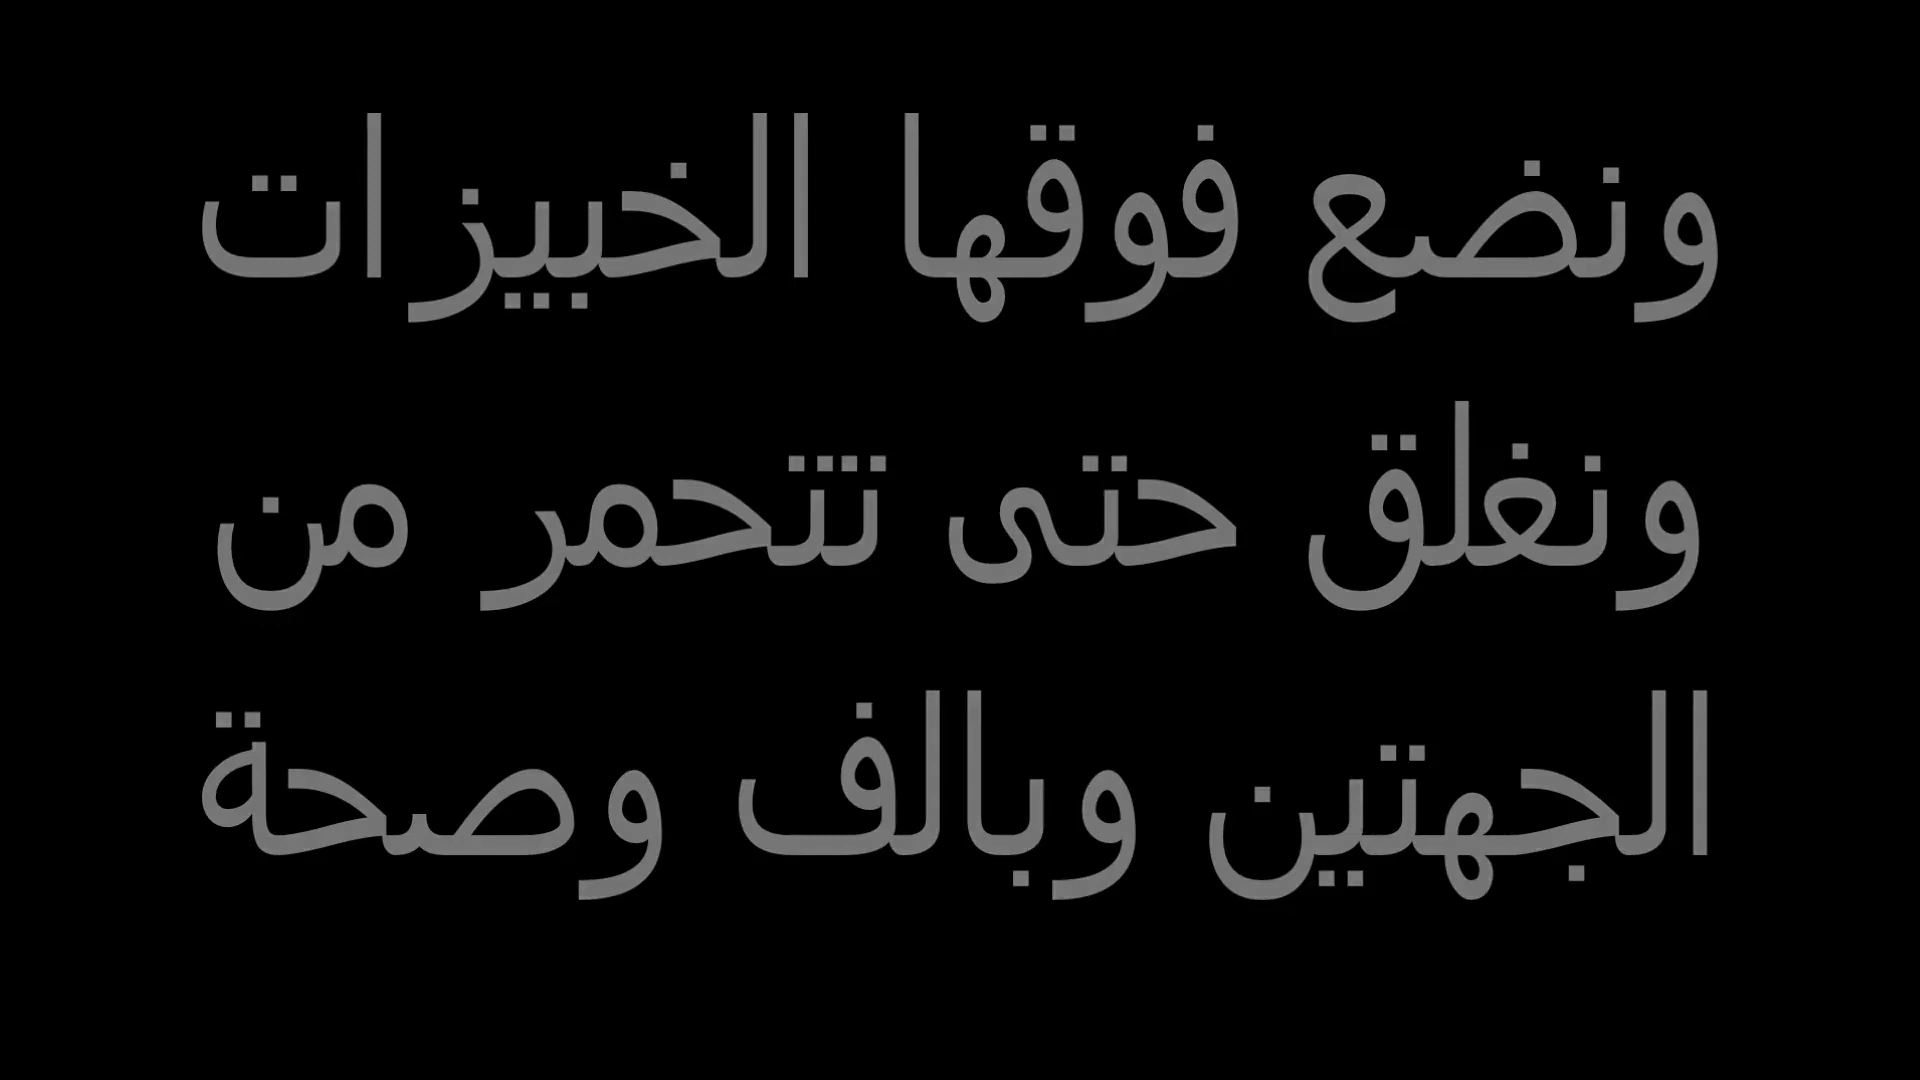 ونضع فوقها الخبيزات
ونغلق حتى تتحمر من
الجهتين وبالف وصحة